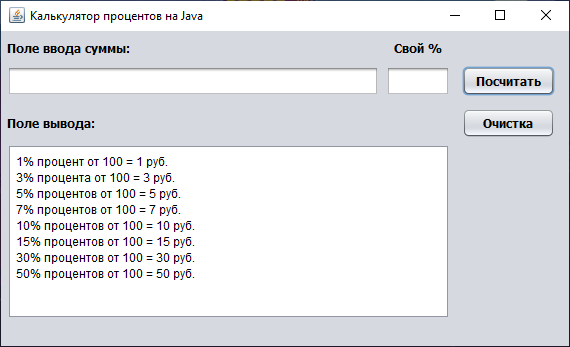 Калькулятор процентов на Java
Поле ввода суммы:
Свой %
Посчитать
Поле вывода:
Очистка
1% процент от 100 = 1 руб.
3% процента от 100 = 3 руб.
5% процентов от 100 = 5 руб.
7% процентов от 100 = 7 руб.
10% процентов от 100 = 10 руб.
15% процентов от 100 = 15 руб.
30% процентов от 100 = 30 руб.
50% процентов от 100 = 50 руб.